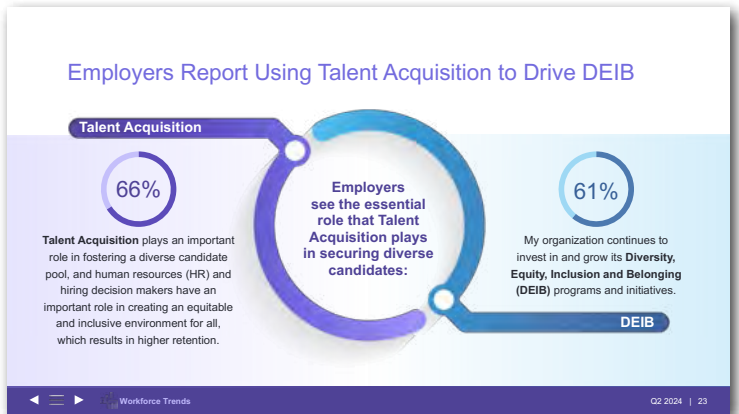 Employers Report Using Talent Acquisition to Drive DEIB
Talent Acquisition
66%
Talent Acquisition plays an important
role in fostering a diverse candidate
pool, and human resources (HR) and
hiring decision makers have an
important role in creating an equitable
and inclusive environment for all,
which results in higher retention.
Employers
see the essential
role that Talent
Acquisition plays
in securing diverse
candidates:
61%
My organization continues to
invest in and grow its Diversity,
Equity, Inclusion and Belonging
(DEIB) programs and initiatives.
DEIB
Workforce Trends
Q2 2024 | 23